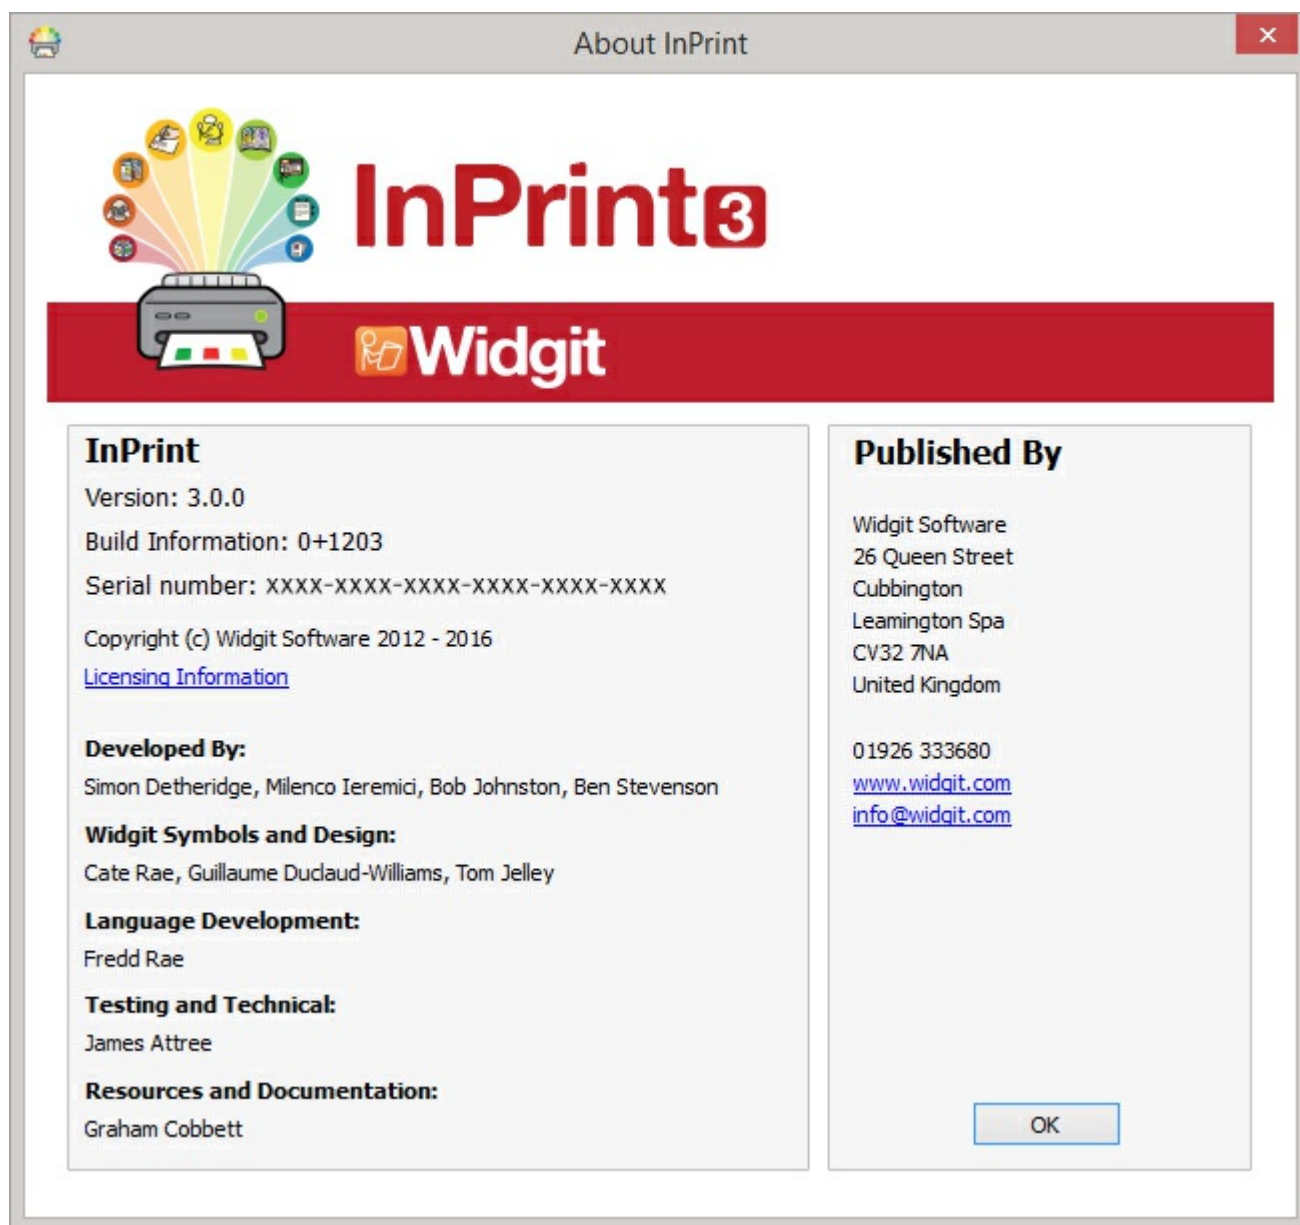 About InPrint
InPrint 3
Widgit
InPrint
Version: 3.0.0
Build Information: 0+1203
Serial number: XXXX-XXXX-XXXX-XXXX-XXXX-XXXX
Copyright (c) Widgit Software 2012 - 2016
Licensing Information
Developed By:
Simon Detheridge, Milenco Ieremici, Bob Johnston, Ben Stevenson
Widgit Symbols and Design:
Cate Rae, Guillaume Duclaud-Williams, Tom Jelley
Language Development:
Fredd Rae
Testing and Technical:
James Attree
Resources and Documentation:
Graham Cobbett
Published By
Widgit Software
26 Queen Street
Cubbington
Leamington Spa
CV32 7NA
United Kingdom
01926 333680
www.widgit.com
info@widgit.com
OK